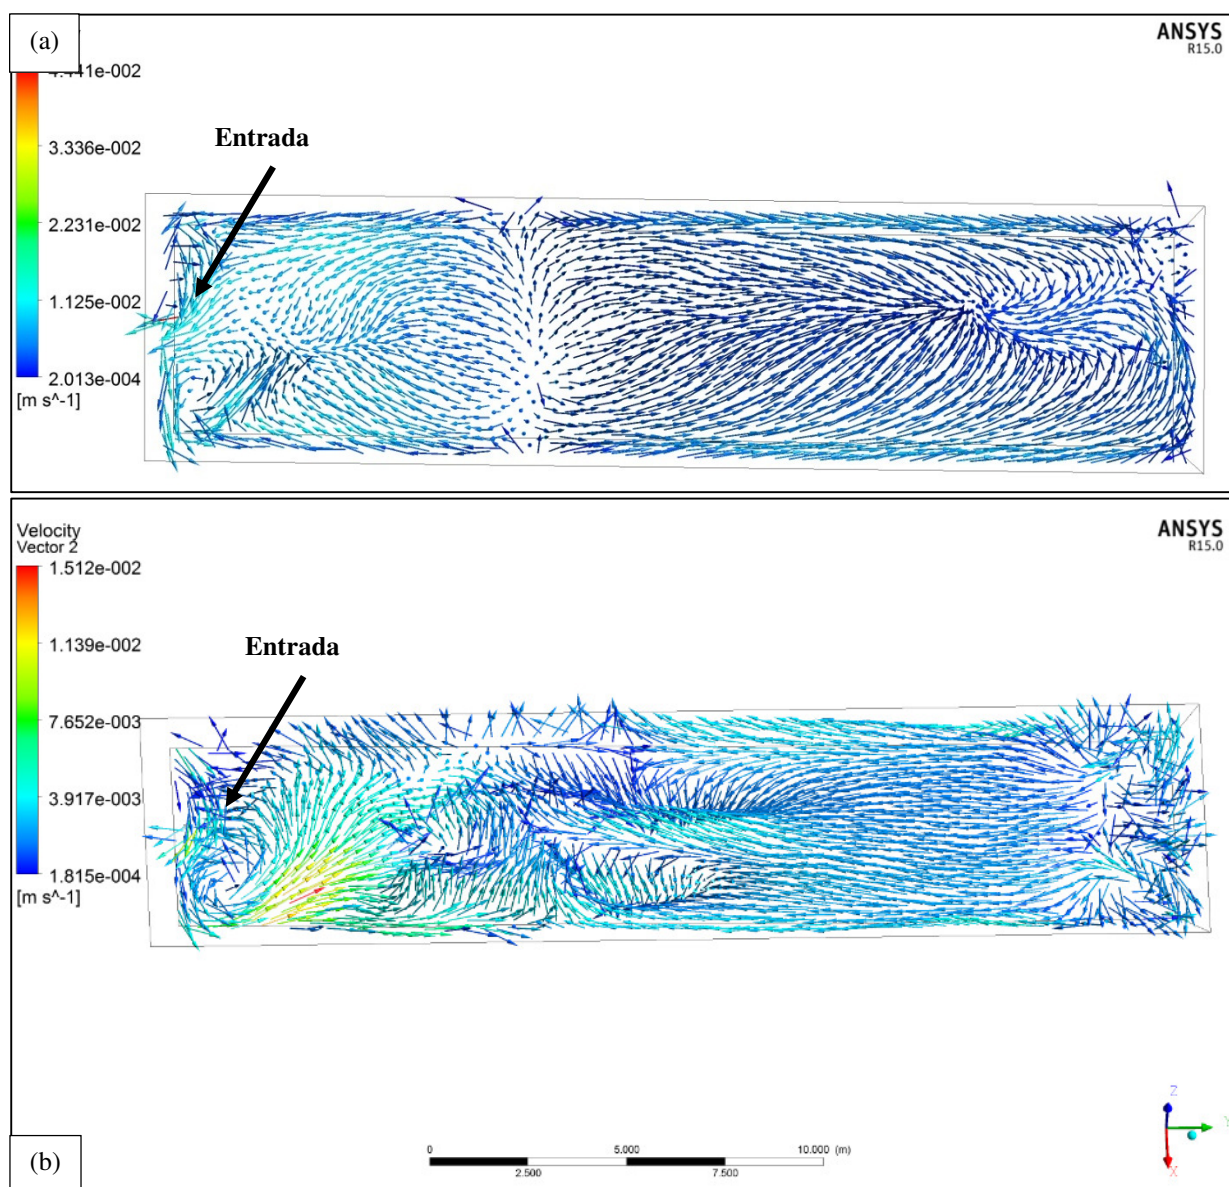 (a)
ANSYS
R15.0
3.336e-002
2.231e-002
1.125e-002
2.013e-004
[m s^-1]
Entrada
Velocity
Vector 2
ANSYS
R15.0
1.512e-002
1.139e-002
7.652e-003
3.917e-003
1.815e-004
[m s^-1]
Entrada
Z
X
0 5.000 10.000 (m)
2.500 7.500
(b)